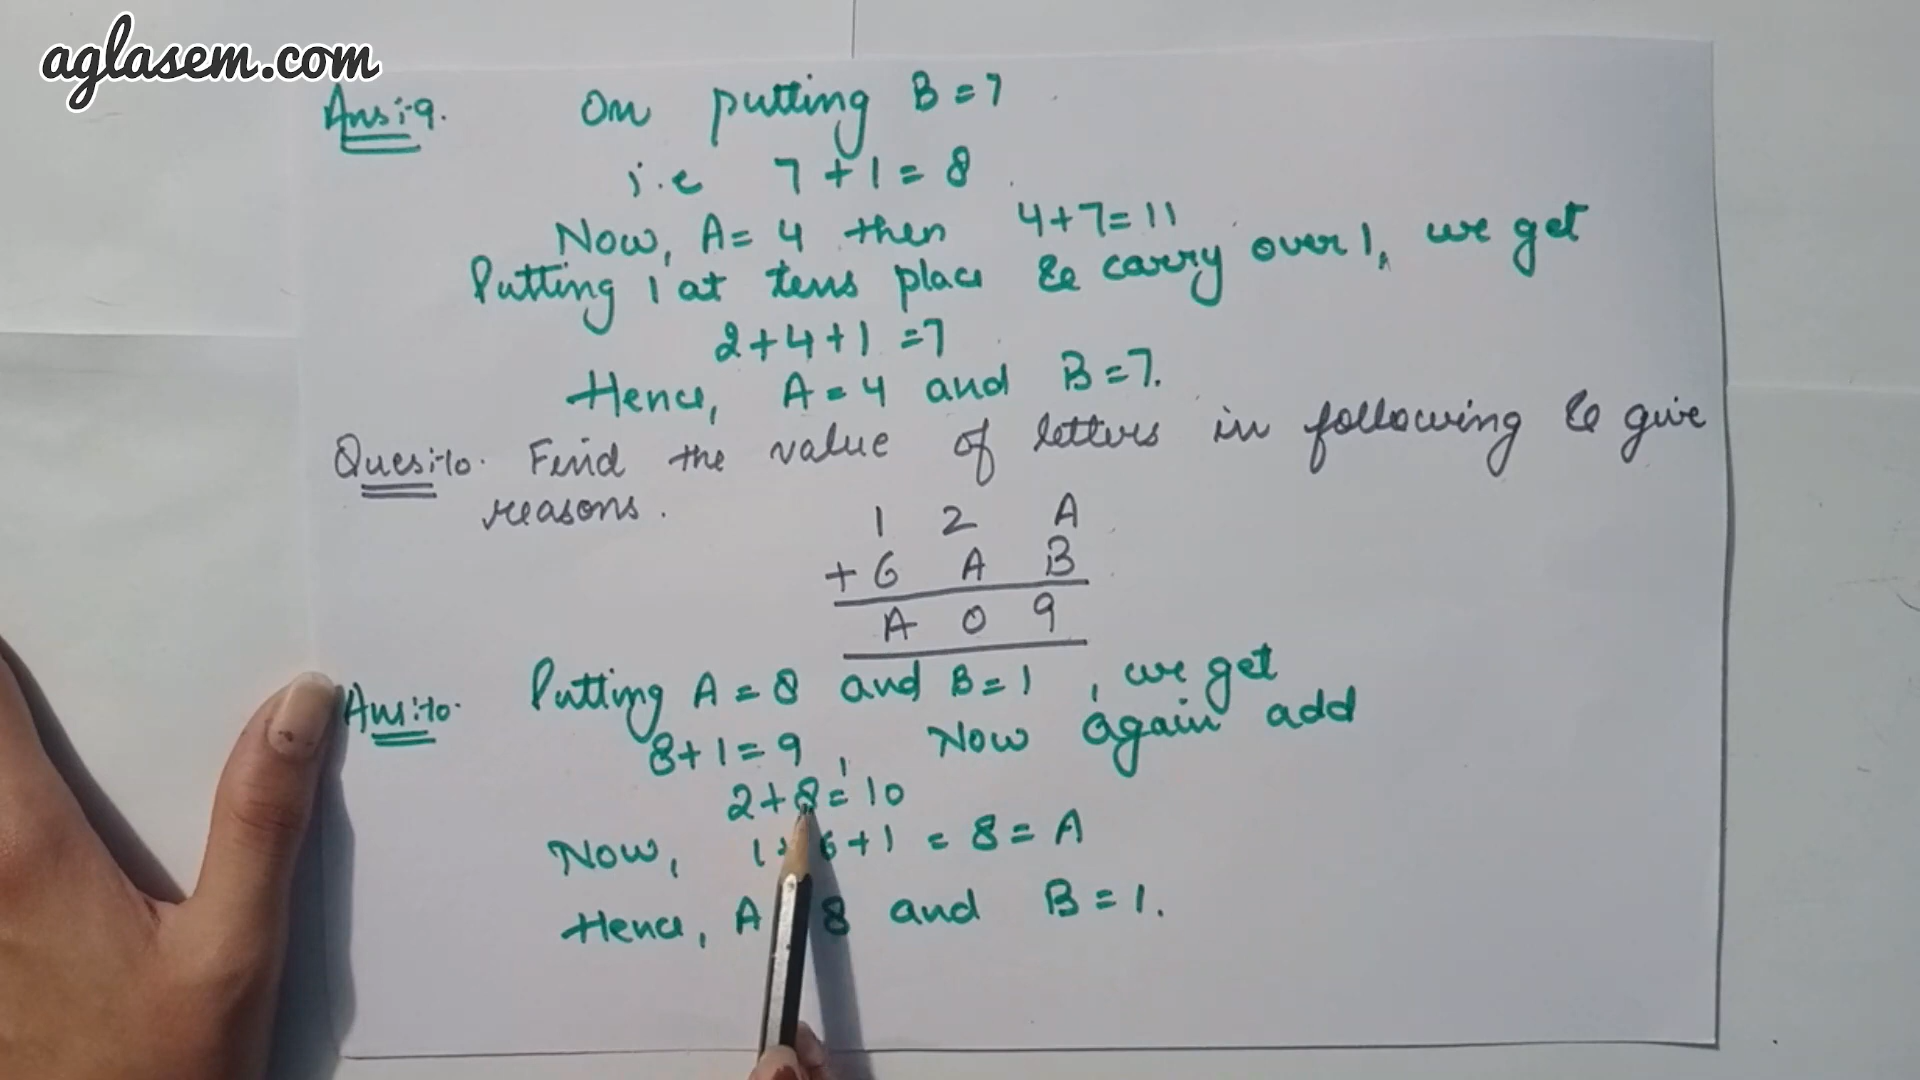 aglasem.com
Ans:-9. On putting B=7
i.e 7+1=8
Now, A=4 then 4+7=11
Putting 1 at tens place & carry over 1, we get
2+4+1=7
Hence, A=4 and B=7.
Ques:-10. Find the value of letters in following & give
reasons.
1 2 A
+ 6 A B
A 0 9
Ans:-10. Putting A=8 and B=1, we get
8+1=9, Now again add
2+8=10
Now, 1+6+1=8=A
Hence, A 8 and B=1.